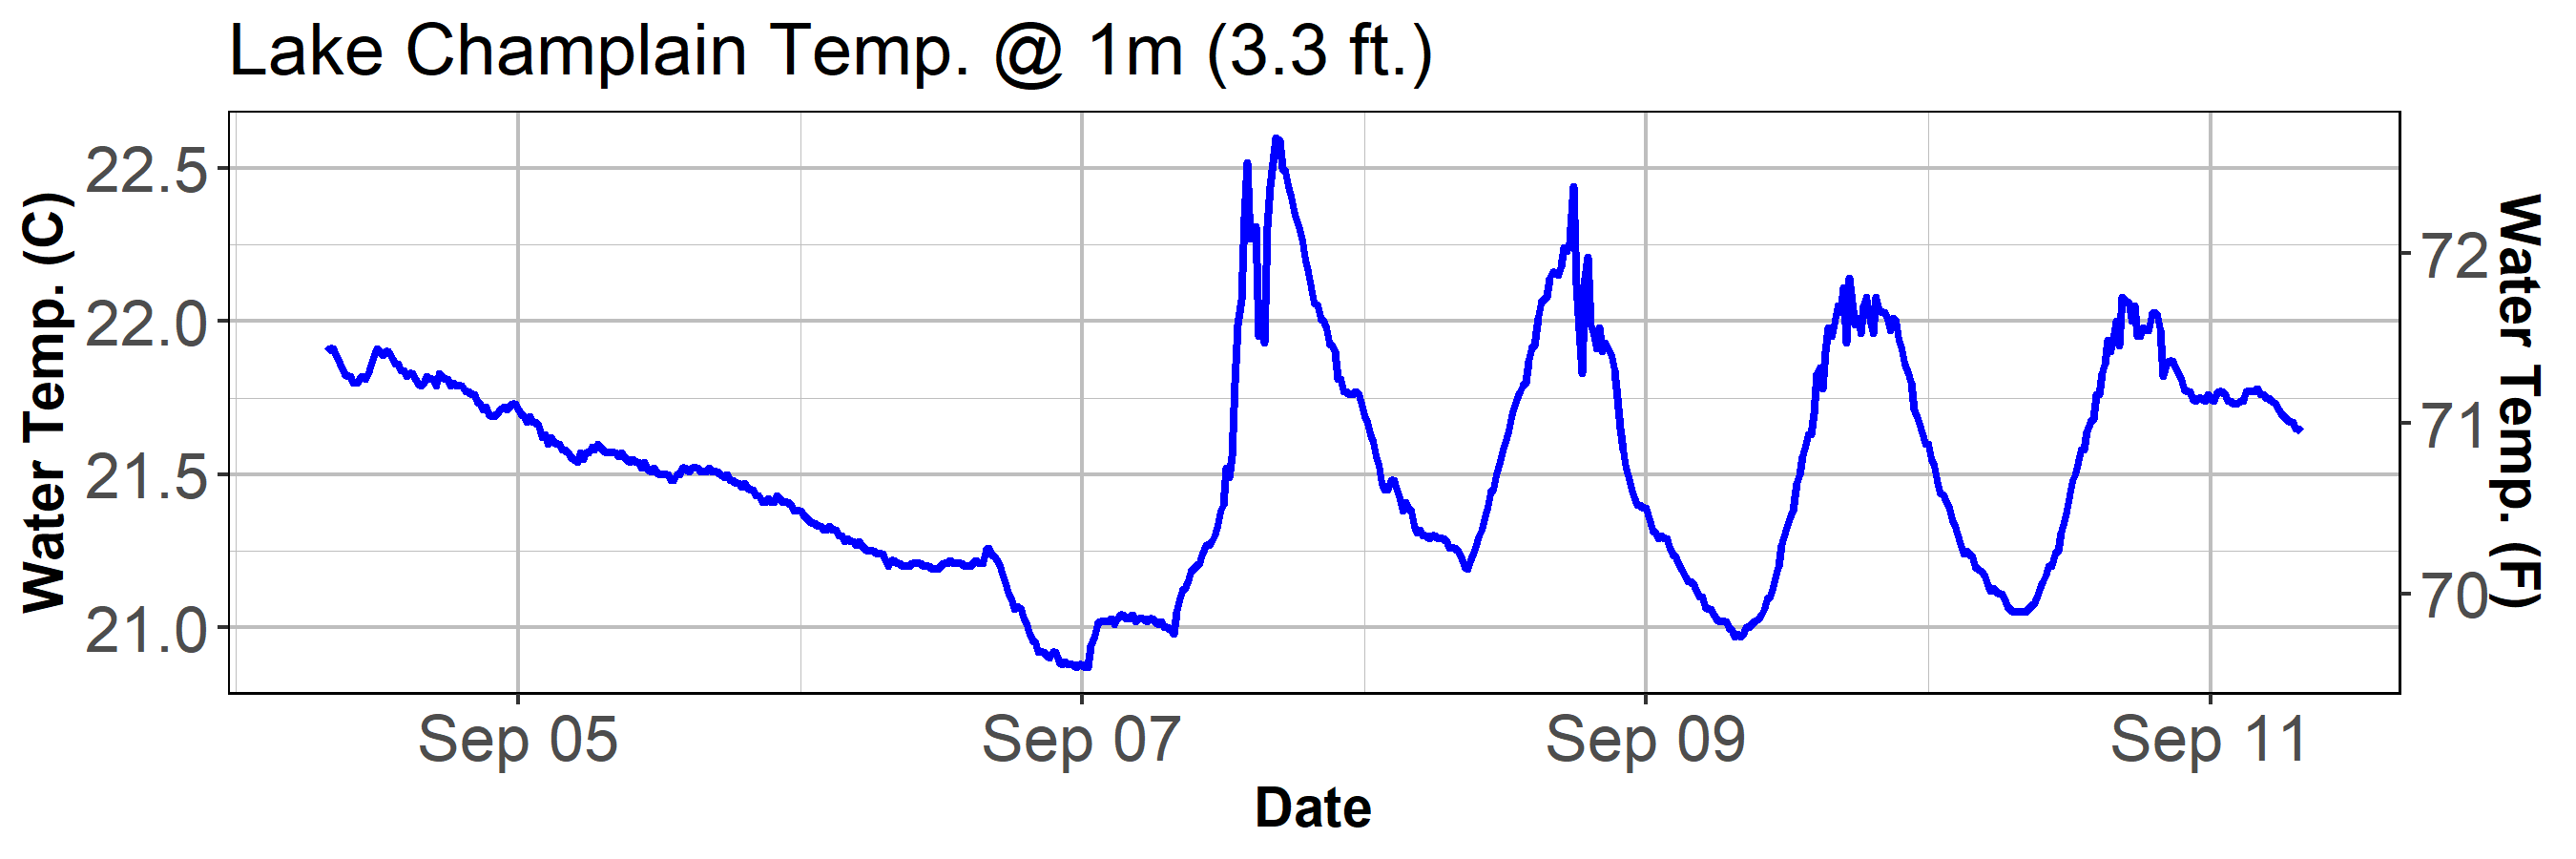 Lake Champlain Temp. @ 1m (3.3 ft.)
Water Temp. (C)
22.5
22.0
21.5
21.0
72
71
70
Water Temp. (F)
Sep 05 Sep 07 Sep 09 Sep 11
Date